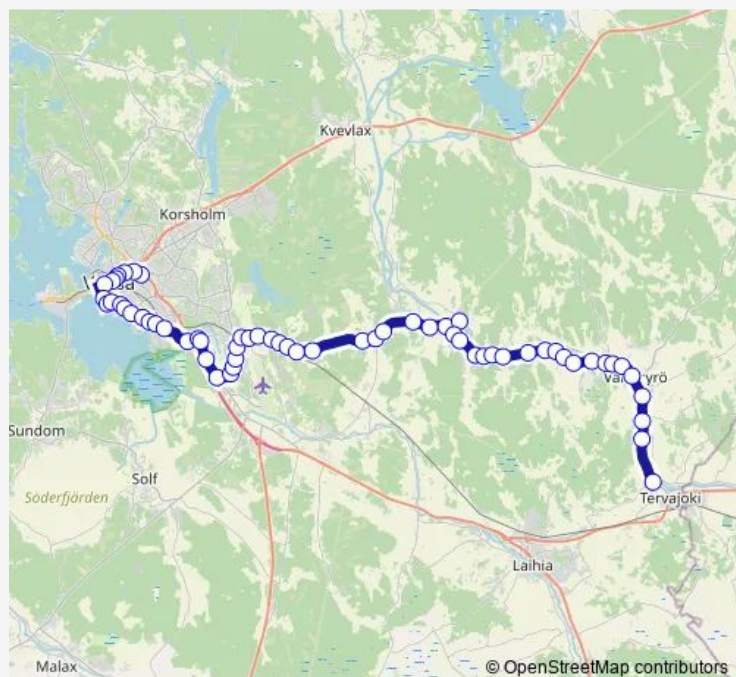 Kvevlax
Korsholm
Sundom
Solf
Söderfjärden
Tervajoki
Laihia
Malax
© OpenStreetMap contributors